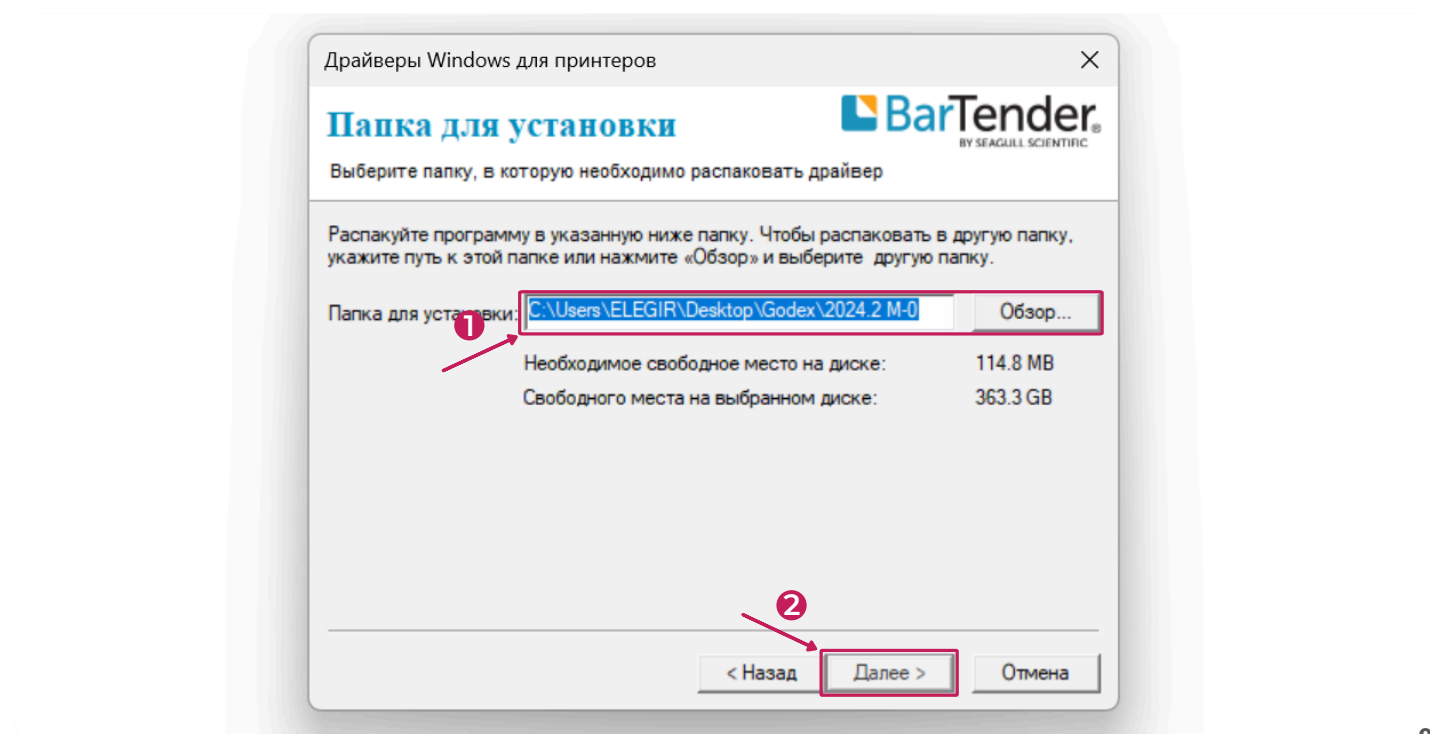 Драйверы Windows для принтеров
Папка для установки
BarTender®
BY SEAGULL SCIENTIFIC
Выберите папку, в которую необходимо распаковать драйвер
Распакуйте программу в указанную ниже папку. Чтобы распаковать в другую папку,
укажите путь к этой папке или нажмите «Обзор» и выберите другую папку.
Папка для установки: C:\Users\ELEGIR\Desktop\Godex\2024.2 M-0 Обзор...
1
Необходимое свободное место на диске: 114.8 MB
Свободного места на выбранном диске: 363.3 GB
2
< Назад Далее > Отмена